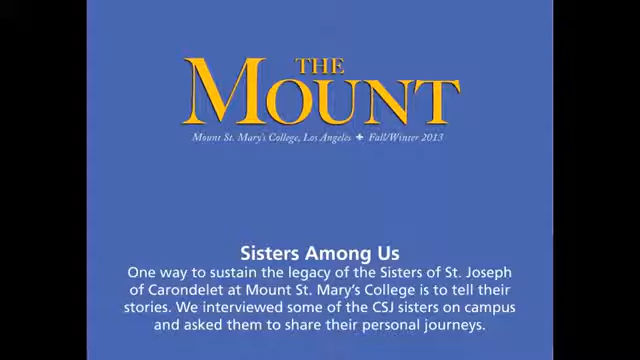 THE
MOUNT
Mount St. Mary's College, Los Angeles ✚ Fall/Winter 2013
Sisters Among Us
One way to sustain the legacy of the Sisters of St. Joseph
of Carondelet at Mount St. Mary's College is to tell their
stories. We interviewed some of the CSJ sisters on campus
and asked them to share their personal journeys.